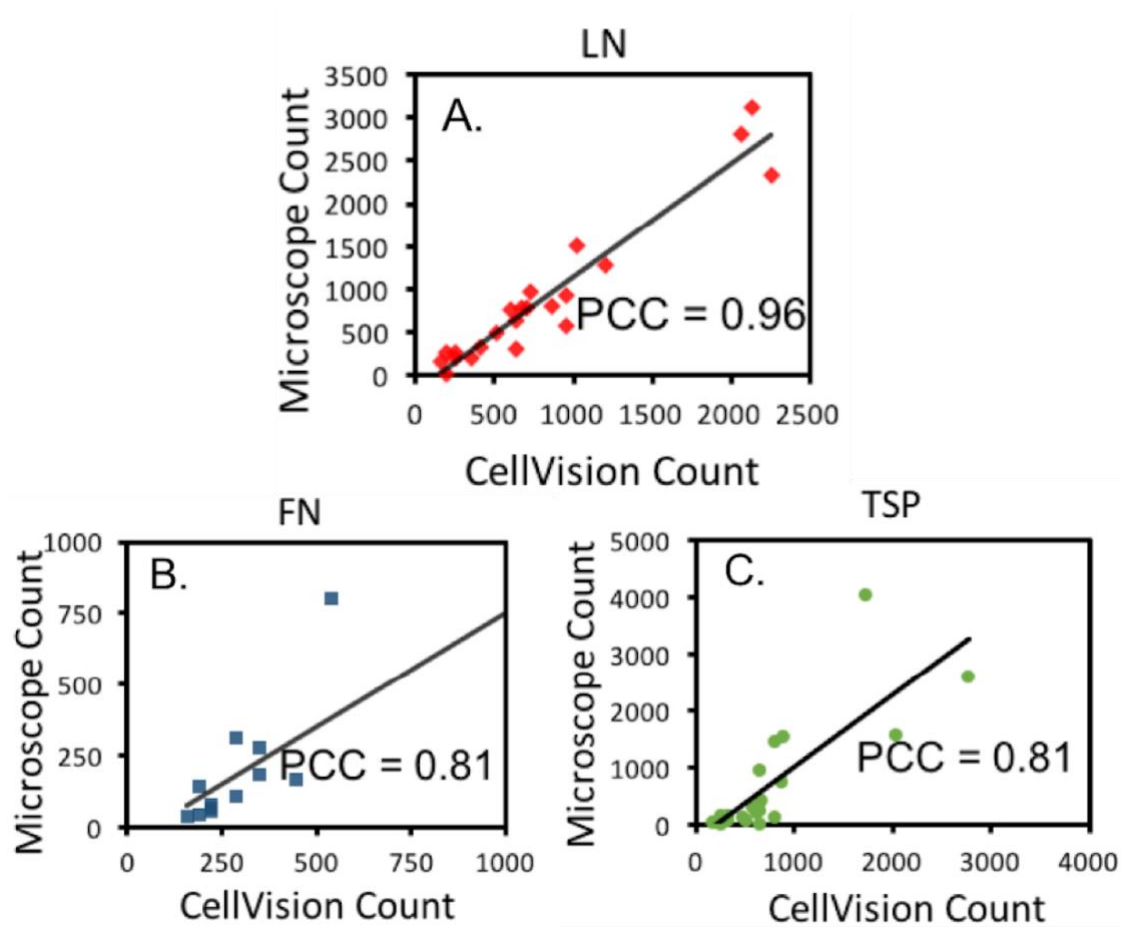 LN
A.
Microscope Count
3500
3000
2500
2000
1500
1000
500
0
PCC = 0.96
0 500 1000 1500 2000 2500
CellVision Count
FN
B.
Microscope Count
1000
750
500
250
0
PCC = 0.81
0 250 500 750 1000
CellVision Count
TSP
C.
Microscope Count
5000
4000
3000
2000
1000
0
PCC = 0.81
0 1000 2000 3000 4000
CellVision Count